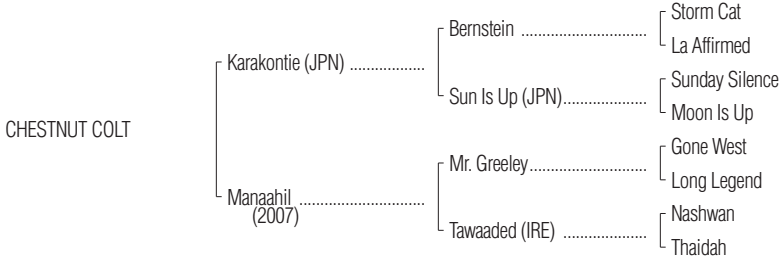 Storm Cat
Bernstein ................................
La Affirmed
Karakontie (JPN) ...................
Sunday Silence
Sun Is Up (JPN)......................
Moon Is Up
CHESTNUT COLT
Gone West
Mr. Greeley..............................
Long Legend
Manaahil ................................
(2007)
Nashwan
Tawaaded (IRE) .....................
Thaidah